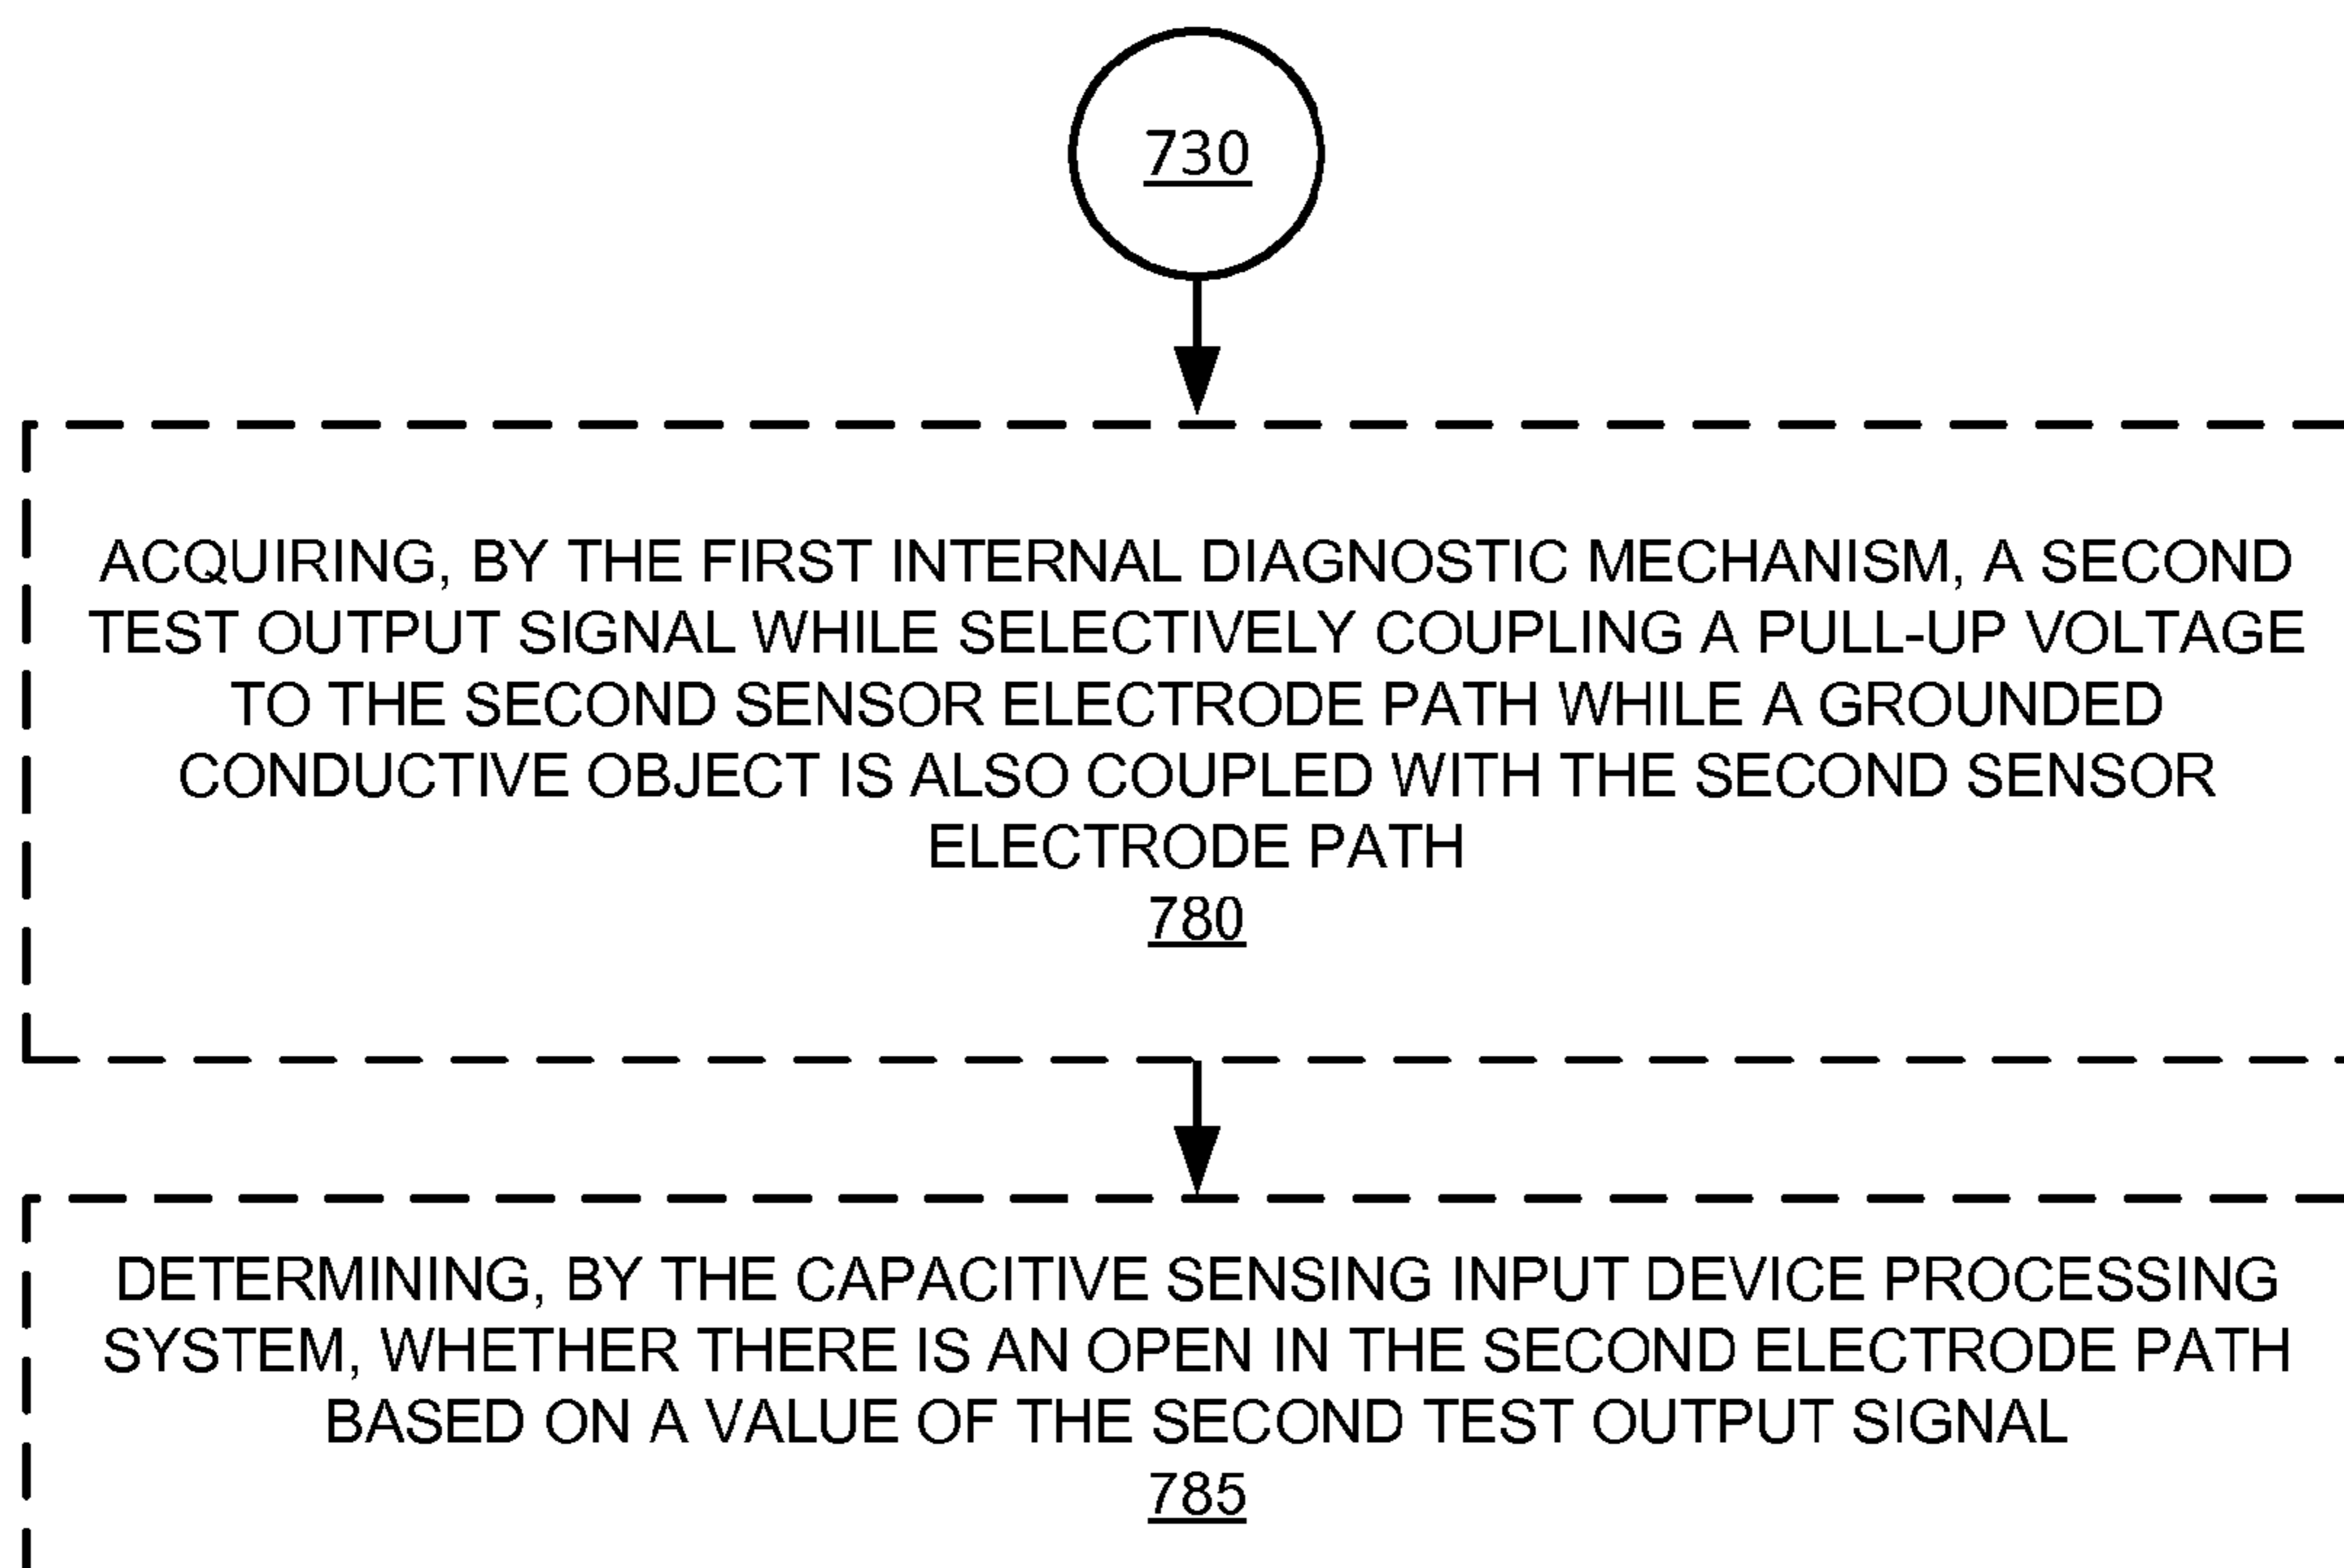 730
ACQUIRING, BY THE FIRST INTERNAL DIAGNOSTIC MECHANISM, A SECOND
TEST OUTPUT SIGNAL WHILE SELECTIVELY COUPLING A PULL-UP VOLTAGE
TO THE SECOND SENSOR ELECTRODE PATH WHILE A GROUNDED
CONDUCTIVE OBJECT IS ALSO COUPLED WITH THE SECOND SENSOR
ELECTRODE PATH
780
DETERMINING, BY THE CAPACITIVE SENSING INPUT DEVICE PROCESSING
SYSTEM, WHETHER THERE IS AN OPEN IN THE SECOND ELECTRODE PATH
BASED ON A VALUE OF THE SECOND TEST OUTPUT SIGNAL
785